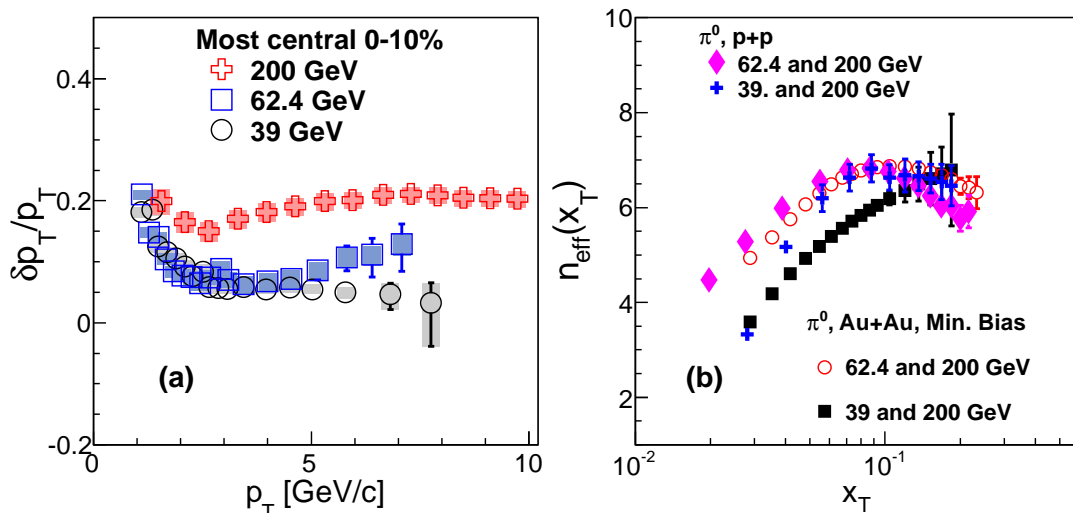 Most central 0-10%
200 GeV
62.4 GeV
39 GeV
0.4
0.2
0
-0.2
δp_T/p_T
(a)
0 5 10
p_T [GeV/c]
π⁰, p+p
62.4 and 200 GeV
39. and 200 GeV
10
8
6
4
2
n_eff(x_T)
π⁰, Au+Au, Min. Bias
(b)
62.4 and 200 GeV
39 and 200 GeV
10⁻² 10⁻¹
x_T